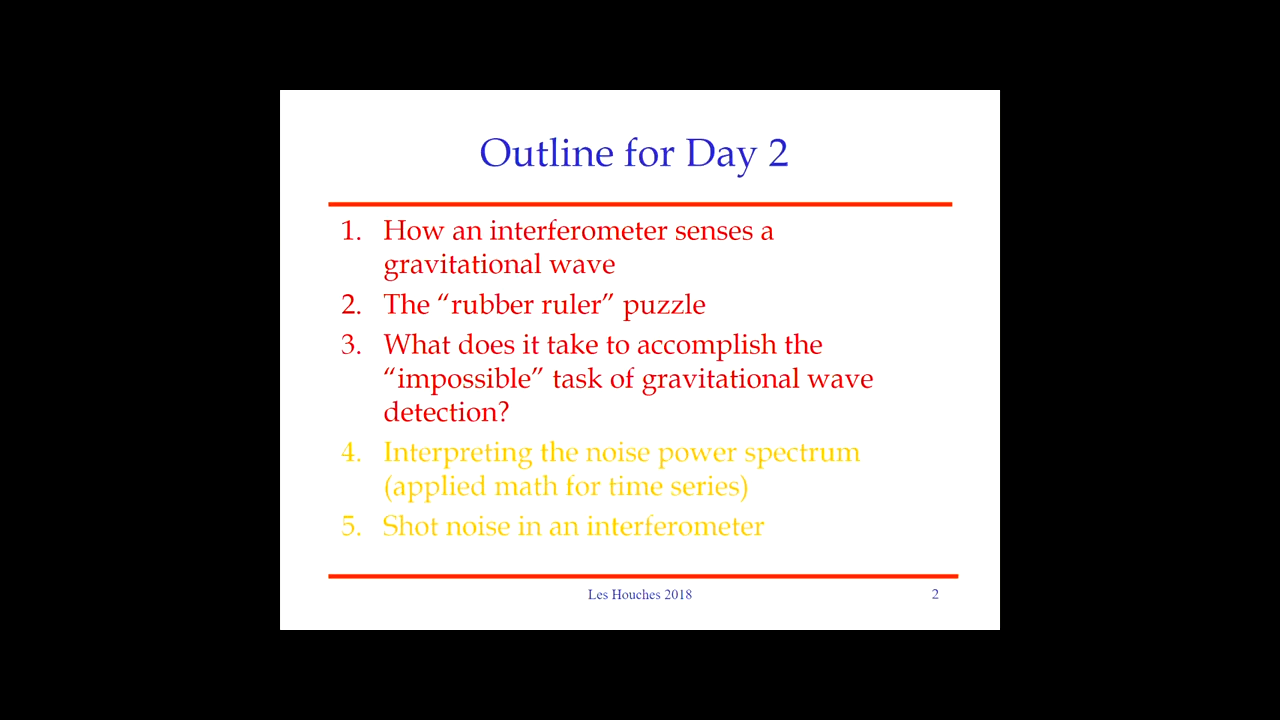 Outline for Day 2
1. How an interferometer senses a
gravitational wave
2. The “rubber ruler” puzzle
3. What does it take to accomplish the
“impossible” task of gravitational wave
detection?
4. Interpreting the noise power spectrum
(applied math for time series)
5. Shot noise in an interferometer
Les Houches 2018
2